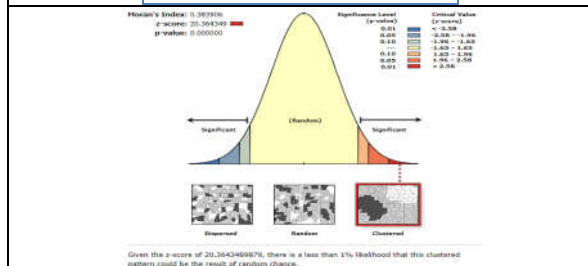 Moran's Index: 0.383906
z-score: 20.364349
p-value: 0.000000
Significance Level
(p-value)
Critical Value
(z-score)
0.01 < -2.58
0.05 -2.58 - -1.96
0.10 -1.96 - -1.65
--- -1.65 - 1.65
0.10 1.65 - 1.96
0.05 1.96 - 2.58
0.01 > 2.58
(Random)
Significant
Significant
Dispersed
Random
Clustered
Given the z-score of 20.3643489879, there is a less than 1% likelihood that this clustered
pattern could be the result of random chance.